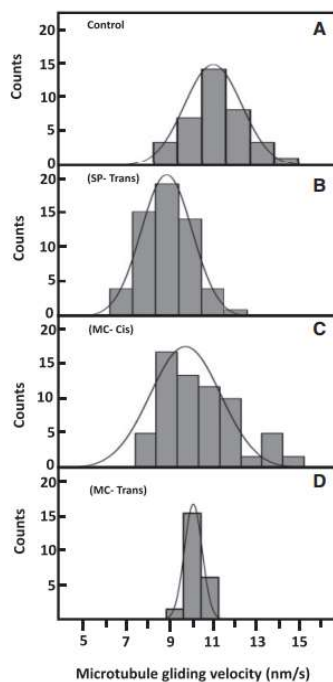 Control
A
Counts
20
15
10
5
0
(SP- Trans)
B
Counts
20
15
10
5
0
(MC- Cis)
C
Counts
20
15
10
5
0
(MC- Trans)
D
Counts
20
15
10
5
5 7 9 11 13 15
Microtubule gliding velocity (nm/s)